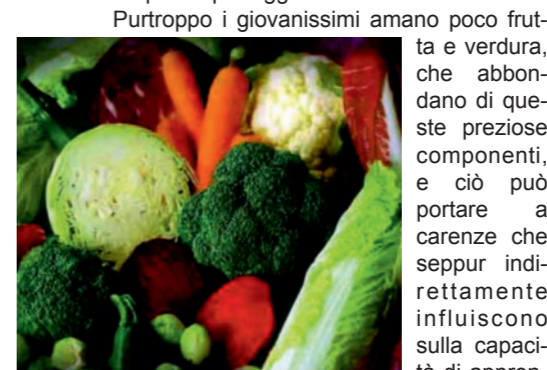 Purtroppo i giovanissimi amano poco frut-
ta e verdura,
che abbon-
dano di que-
ste preziose
componenti,
e ciò può
portare a
carenze che
seppur indi-
rettamente
influiscono
sulla capaci-
tà di appren-